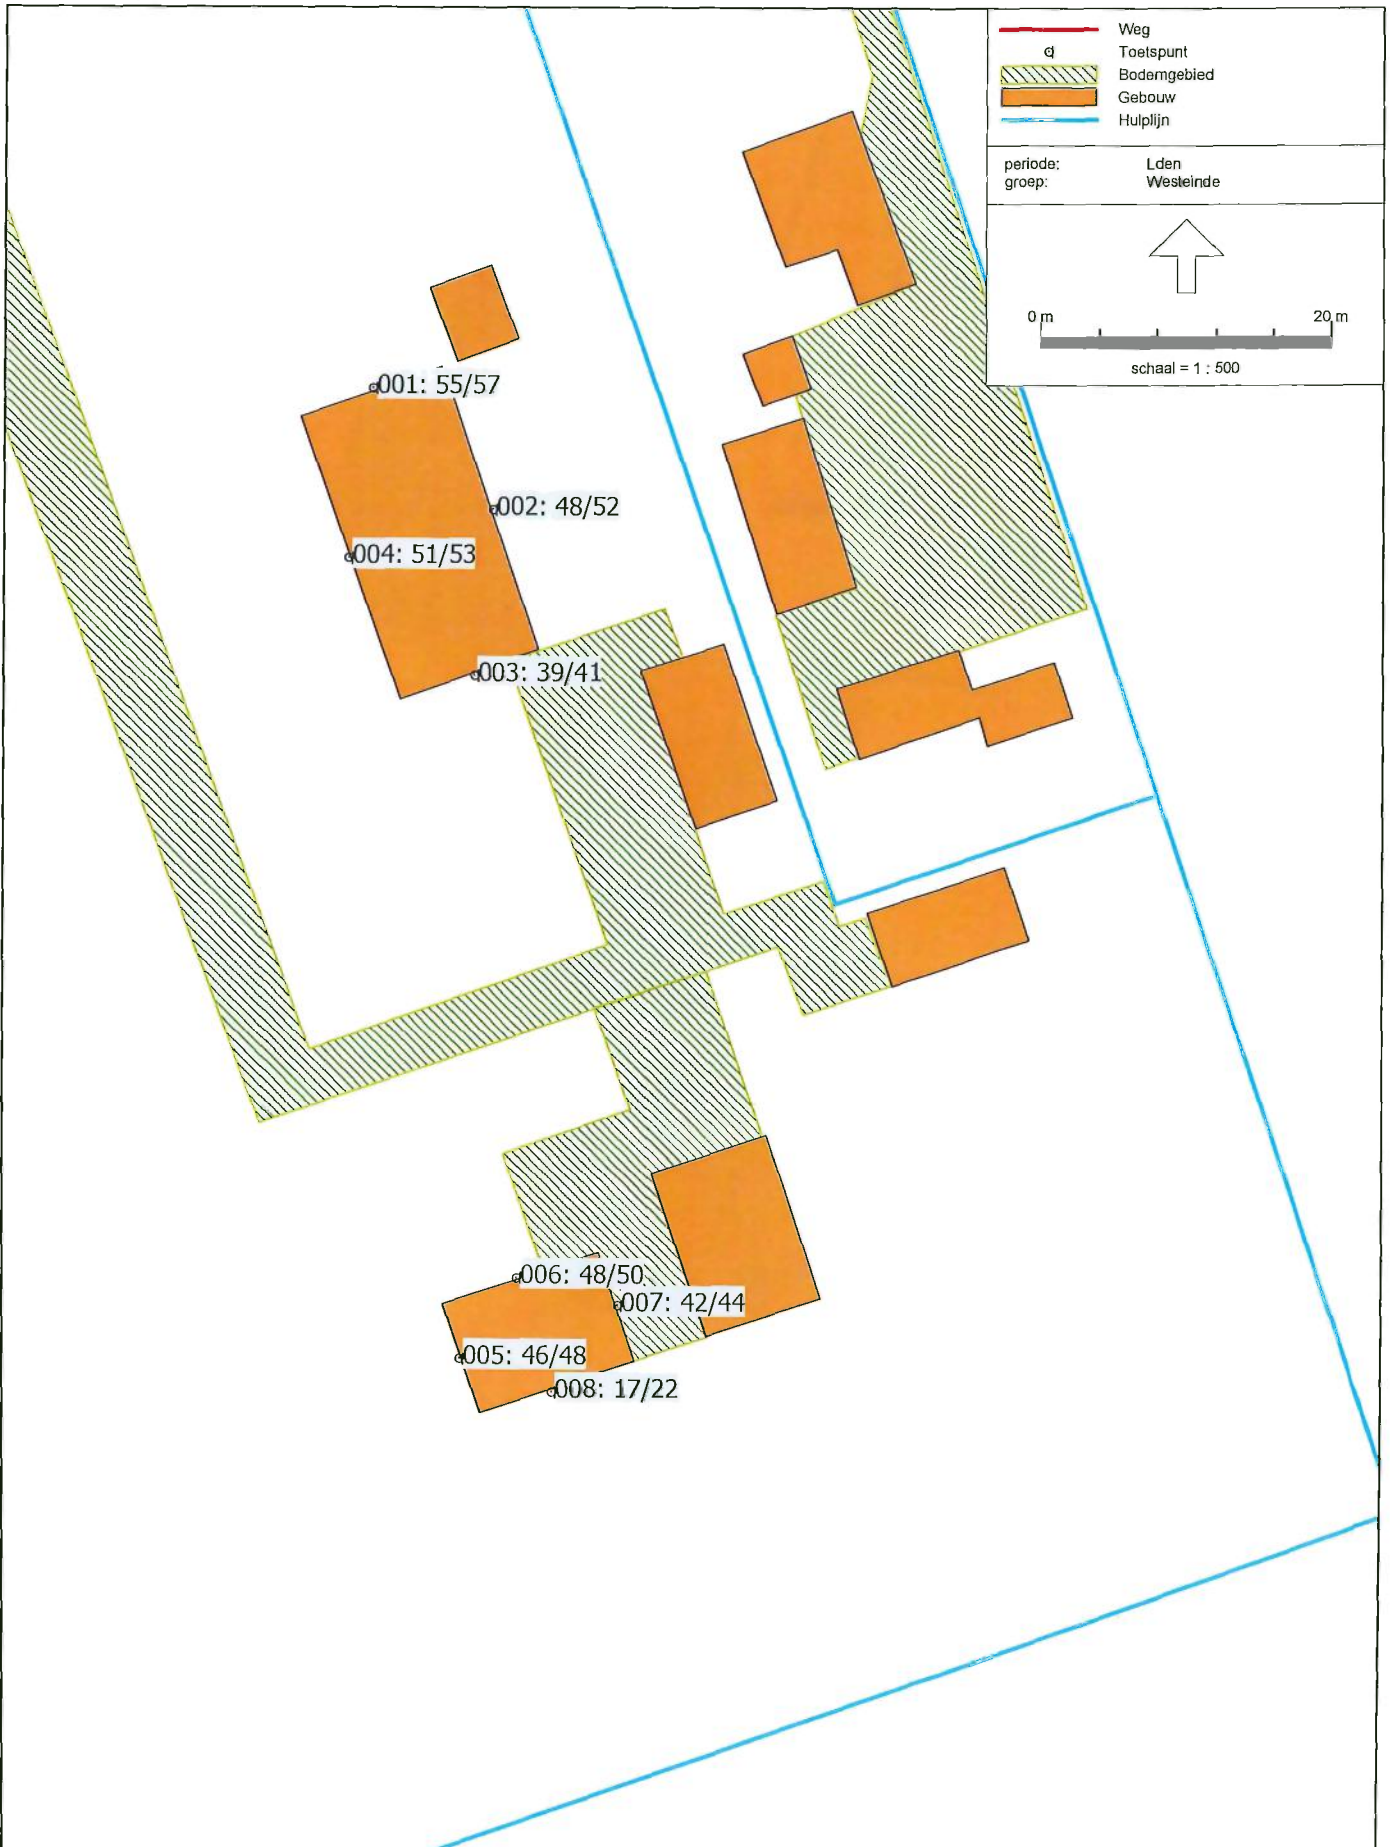 Weg
Toetspunt
Bodemgebied
Gebouw
Hulplijn
periode: Lden
groep: Westeinde
0 m 20 m
schaal = 1 : 500
001: 55/57
002: 48/52
004: 51/53
003: 39/41
006: 48/50
007: 42/44
005: 46/48
008: 17/22